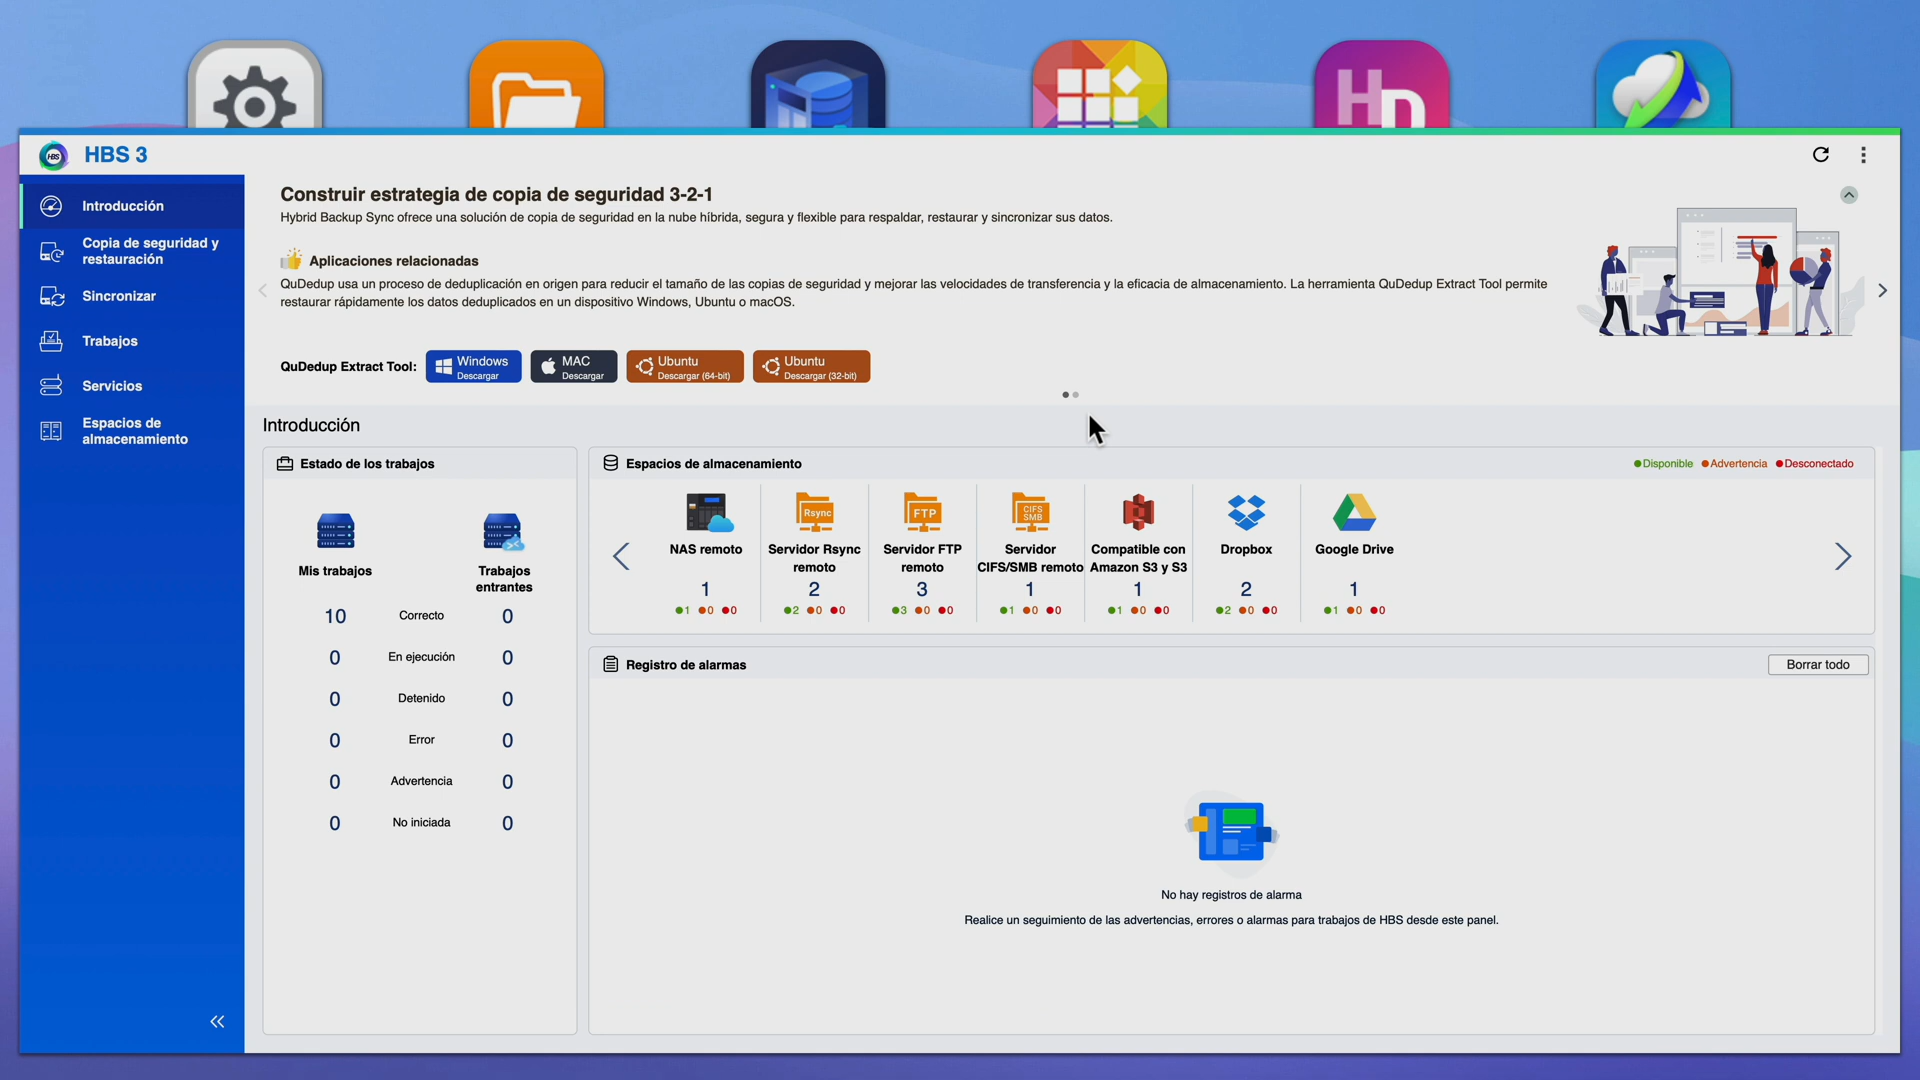 HBS 3
Introducción
Copia de seguridad y
restauración
Sincronizar
Trabajos
Servicios
Espacios de
almacenamiento
Construir estrategia de copia de seguridad 3-2-1
Hybrid Backup Sync ofrece una solución de copia de seguridad en la nube híbrida, segura y flexible para respaldar, restaurar y sincronizar sus datos.
Aplicaciones relacionadas
QuDedup usa un proceso de deduplicación en origen para reducir el tamaño de las copias de seguridad y mejorar las velocidades de transferencia y la eficacia de almacenamiento. La herramienta QuDedup Extract Tool permite
restaurar rápidamente los datos deduplicados en un dispositivo Windows, Ubuntu o macOS.
QuDedup Extract Tool:
Windows
Descargar
MAC
Descargar
Ubuntu
Descargar (64-bit)
Ubuntu
Descargar (32-bit)
Introducción
Estado de los trabajos
Mis trabajos
Trabajos
entrantes
10 Correcto 0
0 En ejecución 0
0 Detenido 0
0 Error 0
0 Advertencia 0
0 No iniciada 0
Espacios de almacenamiento
Disponible Advertencia Desconectado
NAS remoto
1
1 0 0
Rsync
Servidor Rsync
remoto
2
2 0 0
FTP
Servidor FTP
remoto
3
3 0 0
CIFS
SMB
Servidor
CIFS/SMB remoto
1
1 0 0
Compatible con
Amazon S3 y S3
1
1 0 0
Dropbox
2
2 0 0
Google Drive
1
1 0 0
Registro de alarmas
Borrar todo
No hay registros de alarma
Realice un seguimiento de las advertencias, errores o alarmas para trabajos de HBS desde este panel.